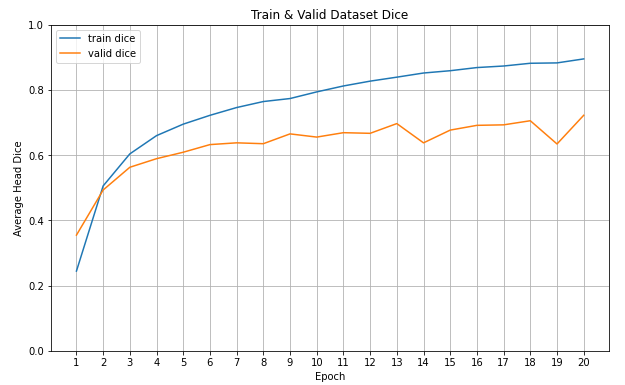 Train & Valid Dataset Dice
train dice
valid dice
Average Head Dice
1.0
0.8
0.6
0.4
0.2
0.0
1 2 3 4 5 6 7 8 9 10 11 12 13 14 15 16 17 18 19 20
Epoch